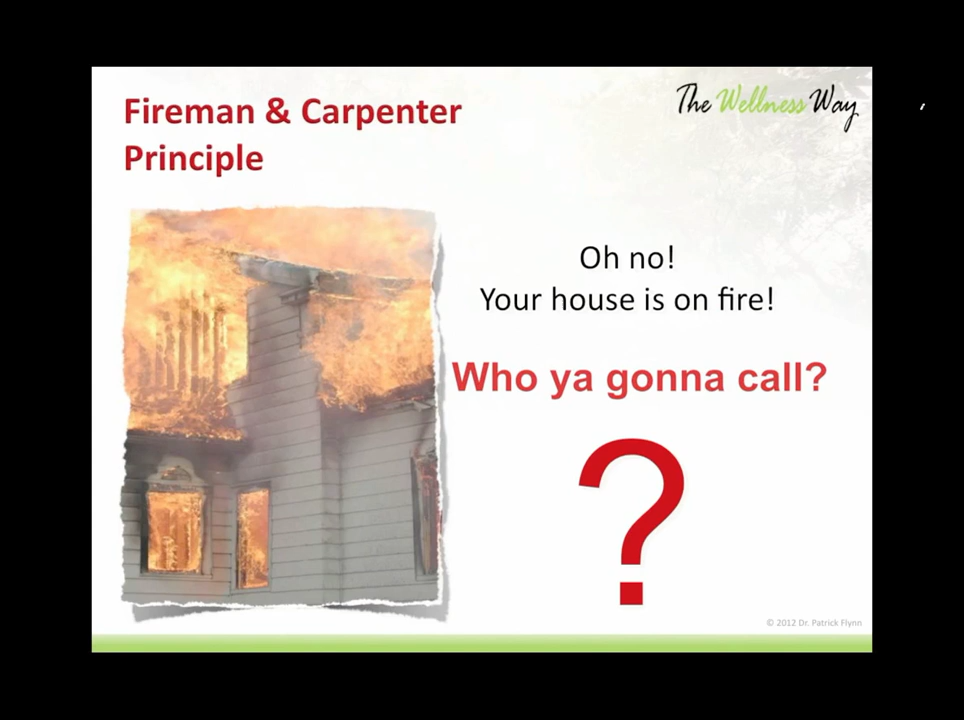 Fireman & Carpenter
Principle
The Wellness Way
Oh no!
Your house is on fire!
Who ya gonna call?
?
© 2012 Dr. Patrick Flynn